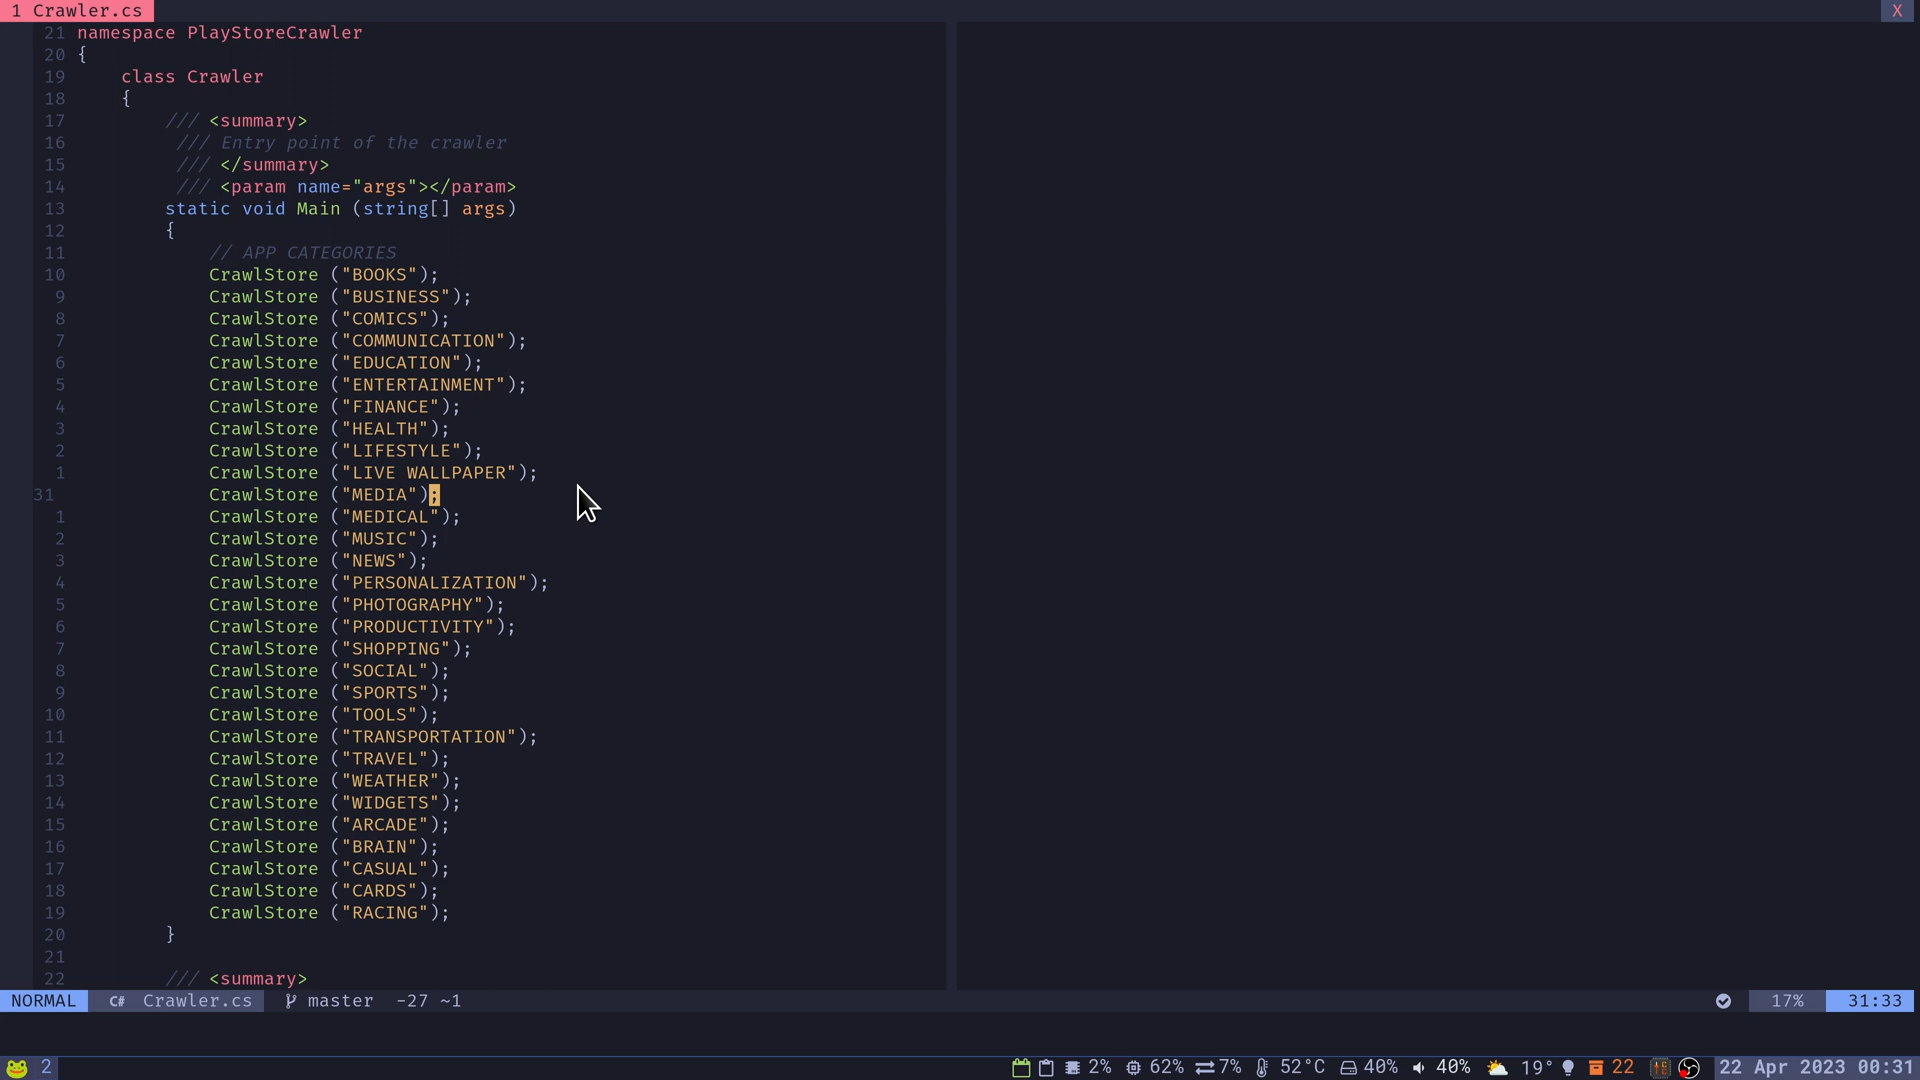 1 Crawler.cs X
21 namespace PlayStoreCrawler
20 {
19 class Crawler
18 {
17 /// <summary>
16 /// Entry point of the crawler
15 /// </summary>
14 /// <param name="args"></param>
13 static void Main (string[] args)
12 {
11 // APP CATEGORIES
10 CrawlStore ("BOOKS");
9 CrawlStore ("BUSINESS");
8 CrawlStore ("COMICS");
7 CrawlStore ("COMMUNICATION");
6 CrawlStore ("EDUCATION");
5 CrawlStore ("ENTERTAINMENT");
4 CrawlStore ("FINANCE");
3 CrawlStore ("HEALTH");
2 CrawlStore ("LIFESTYLE");
1 CrawlStore ("LIVE WALLPAPER");
31 CrawlStore ("MEDIA");
1 CrawlStore ("MEDICAL");
2 CrawlStore ("MUSIC");
3 CrawlStore ("NEWS");
4 CrawlStore ("PERSONALIZATION");
5 CrawlStore ("PHOTOGRAPHY");
6 CrawlStore ("PRODUCTIVITY");
7 CrawlStore ("SHOPPING");
8 CrawlStore ("SOCIAL");
9 CrawlStore ("SPORTS");
10 CrawlStore ("TOOLS");
11 CrawlStore ("TRANSPORTATION");
12 CrawlStore ("TRAVEL");
13 CrawlStore ("WEATHER");
14 CrawlStore ("WIDGETS");
15 CrawlStore ("ARCADE");
16 CrawlStore ("BRAIN");
17 CrawlStore ("CASUAL");
18 CrawlStore ("CARDS");
19 CrawlStore ("RACING");
20 }
21
22 /// <summary>
NORMAL C# Crawler.cs master -27 ~1 17% 31:33
2 2% 62% 7% 52°C 40% 40% 19° 22 22 Apr 2023 00:31